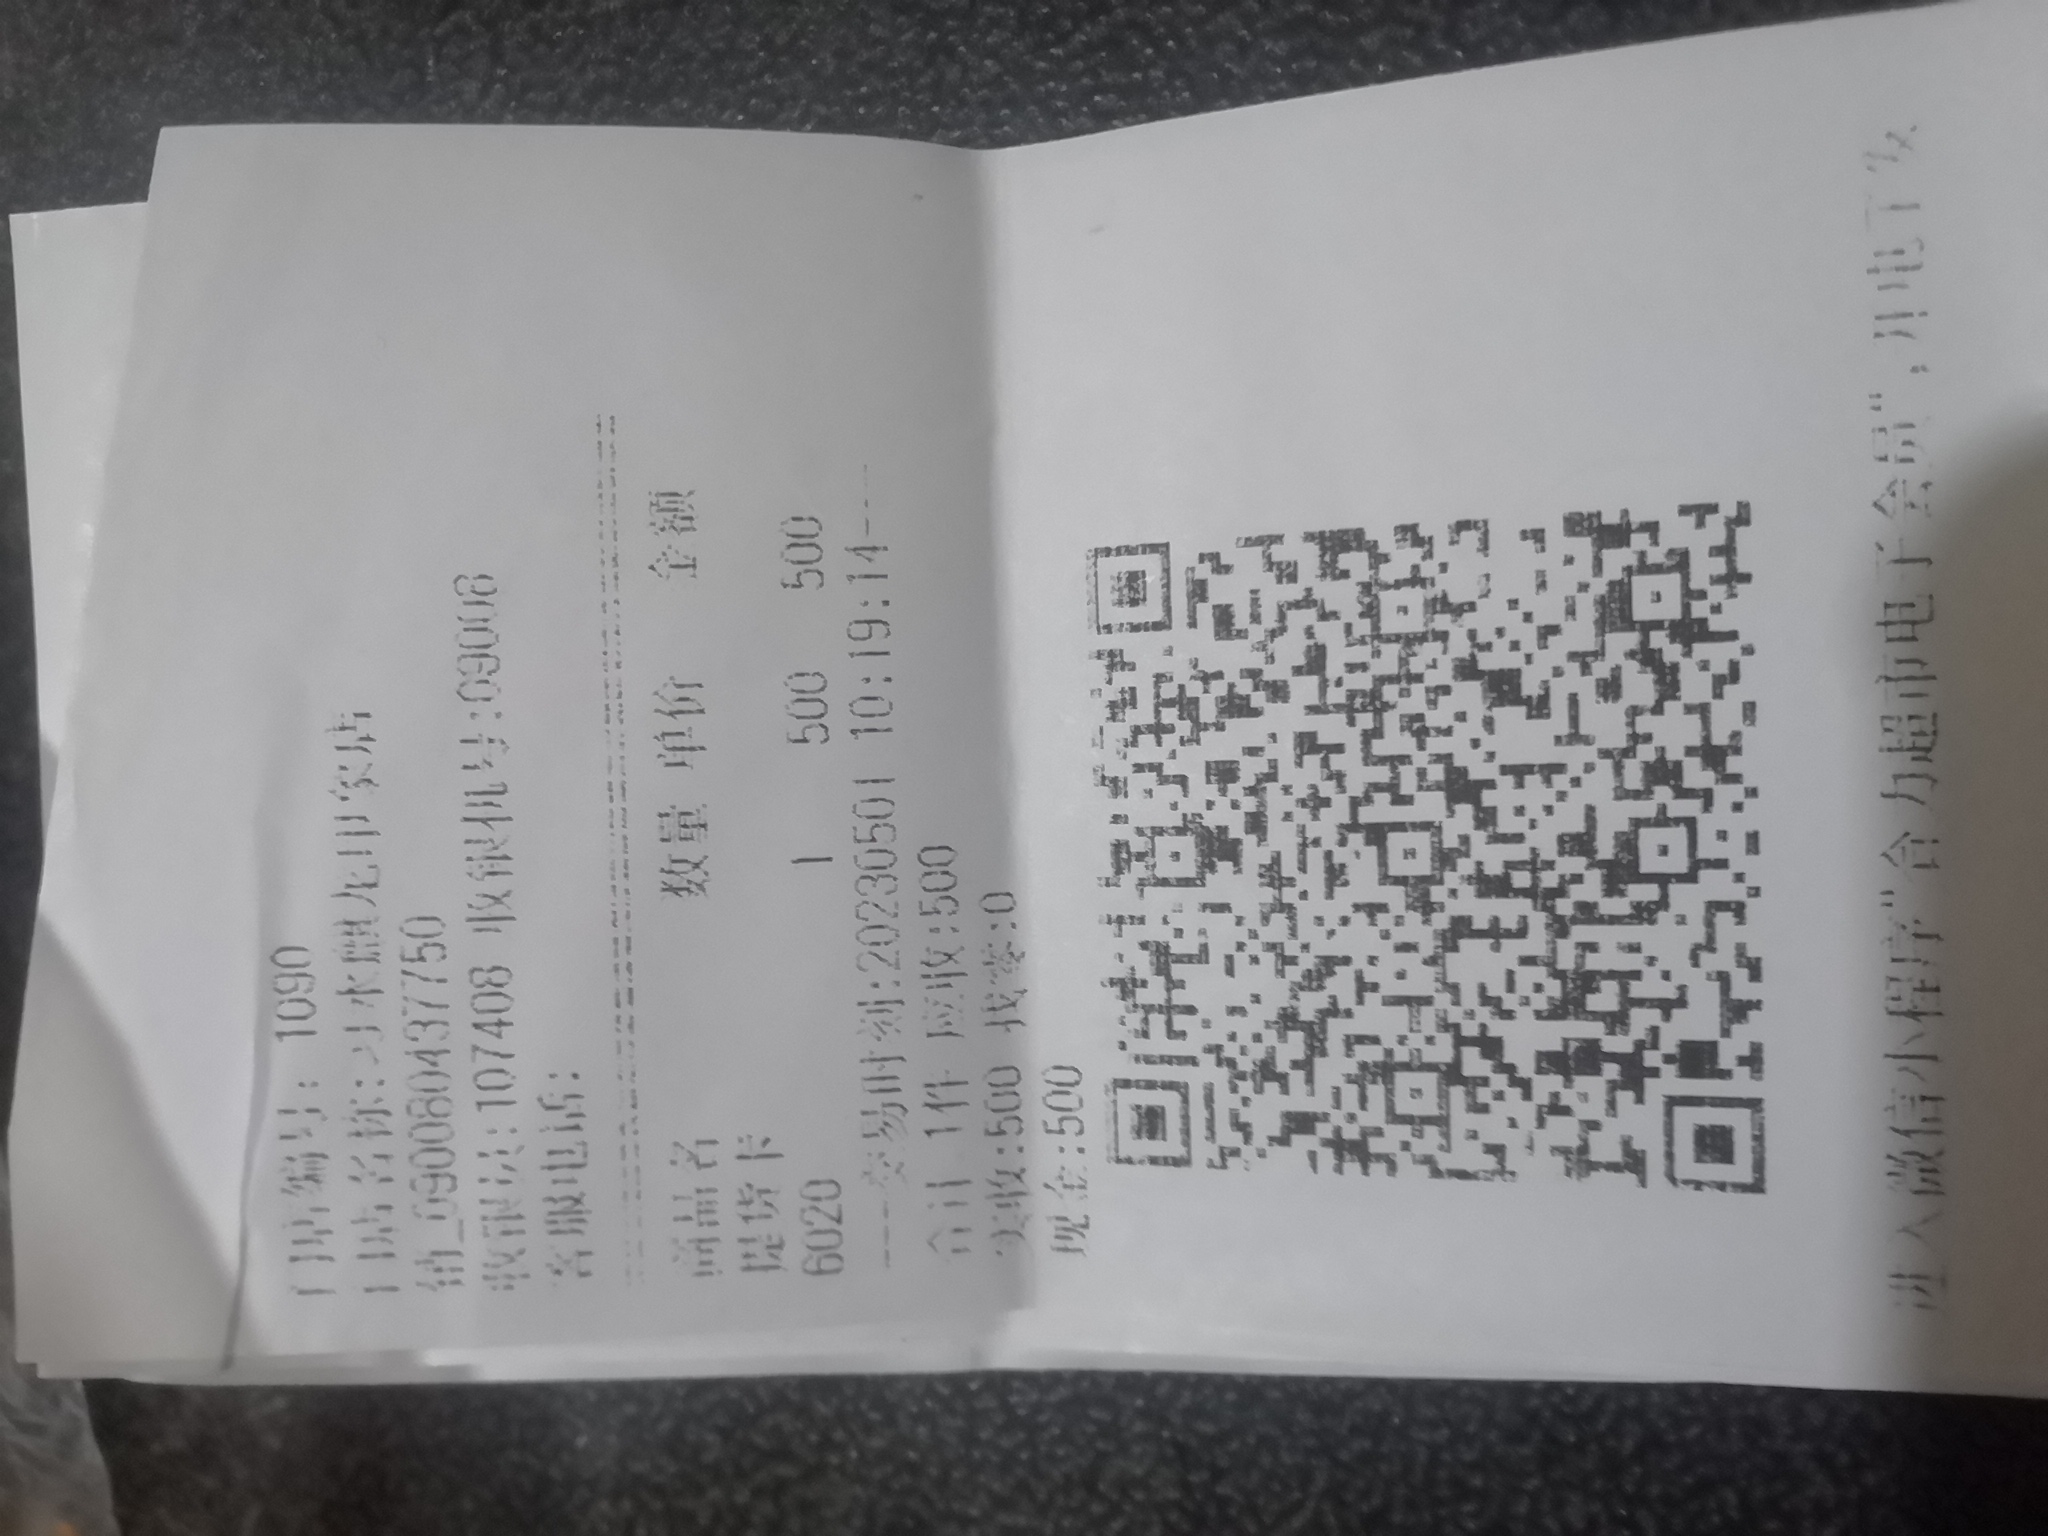 门店编号: 1090
门店名称:习水麒龙田家店
销_0900804377750
收银员:107408 收银机号:09008
客服电话:
商品名 数量 单价 金额
提货卡
6020 1 500 500
----交易时刻:20230501 10:19:14----
合计 1件 应收:500
实收:500 找零:0
现金:500
进入微信小程序"合力超市电子会员",开电子发